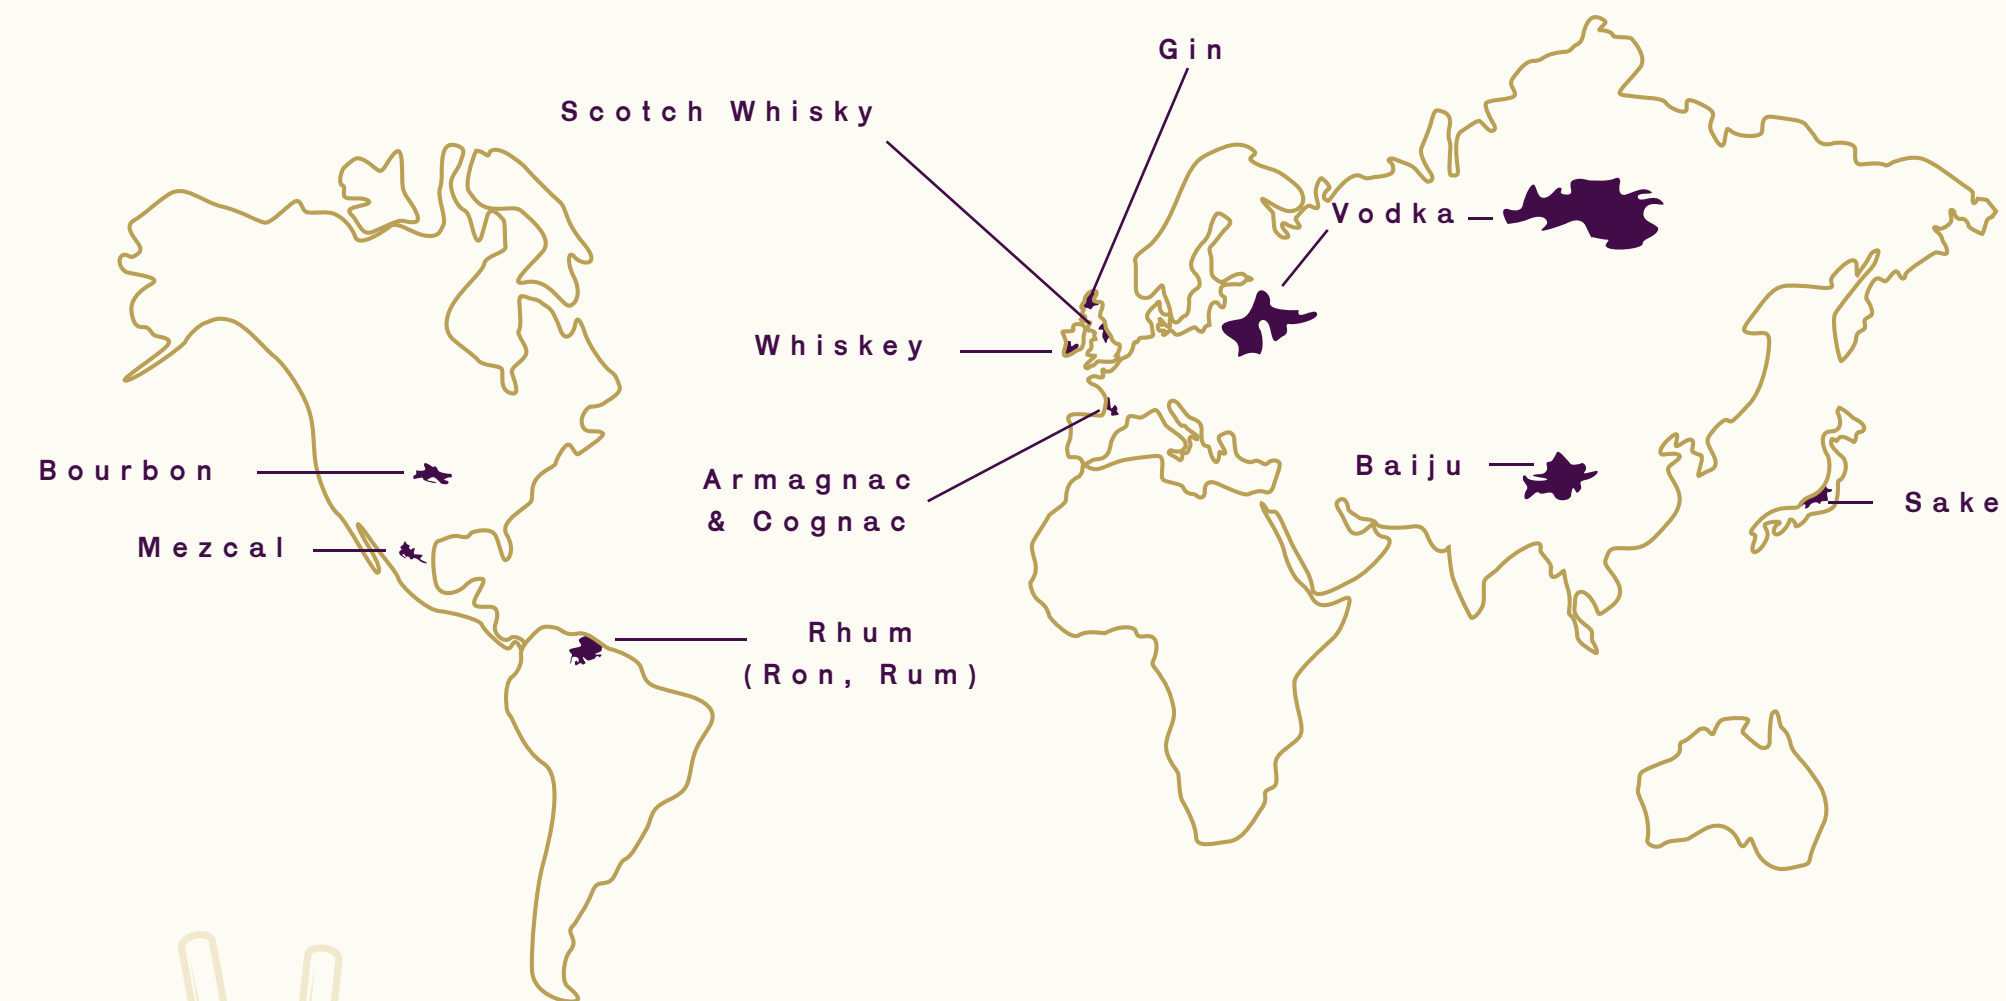 Gin
Scotch Whisky
Vodka
Whiskey
Bourbon
Armagnac
& Cognac
Baiju
Sake
Mezcal
Rhum
(Ron, Rum)